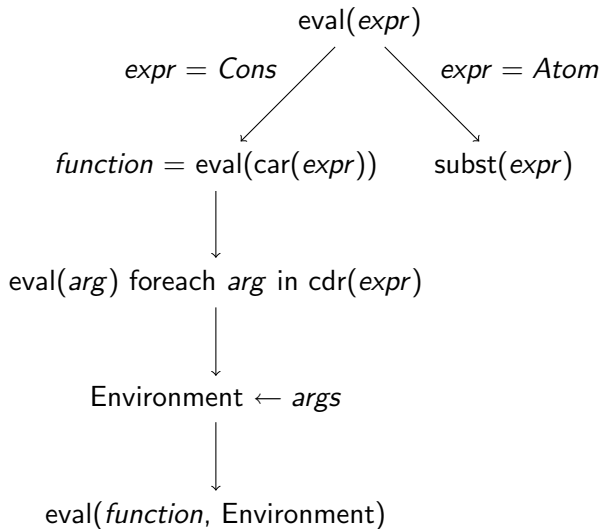 eval(expr)
expr = Cons
expr = Atom
function = eval(car(expr))
subst(expr)
eval(arg) foreach arg in cdr(expr)
Environment ← args
eval(function, Environment)